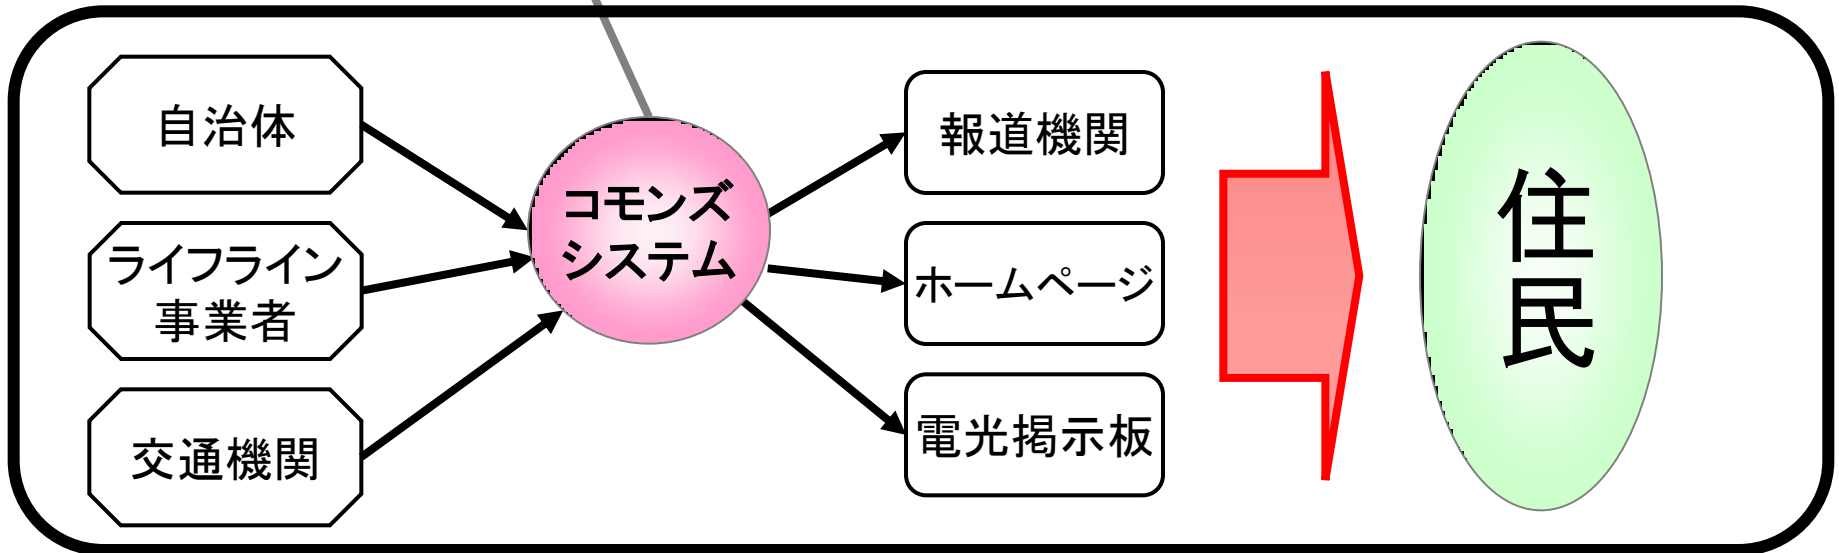 自治体
ライフライン
事業者
交通機関
コモンズ
システム
報道機関
ホームページ
電光掲示板
住
民